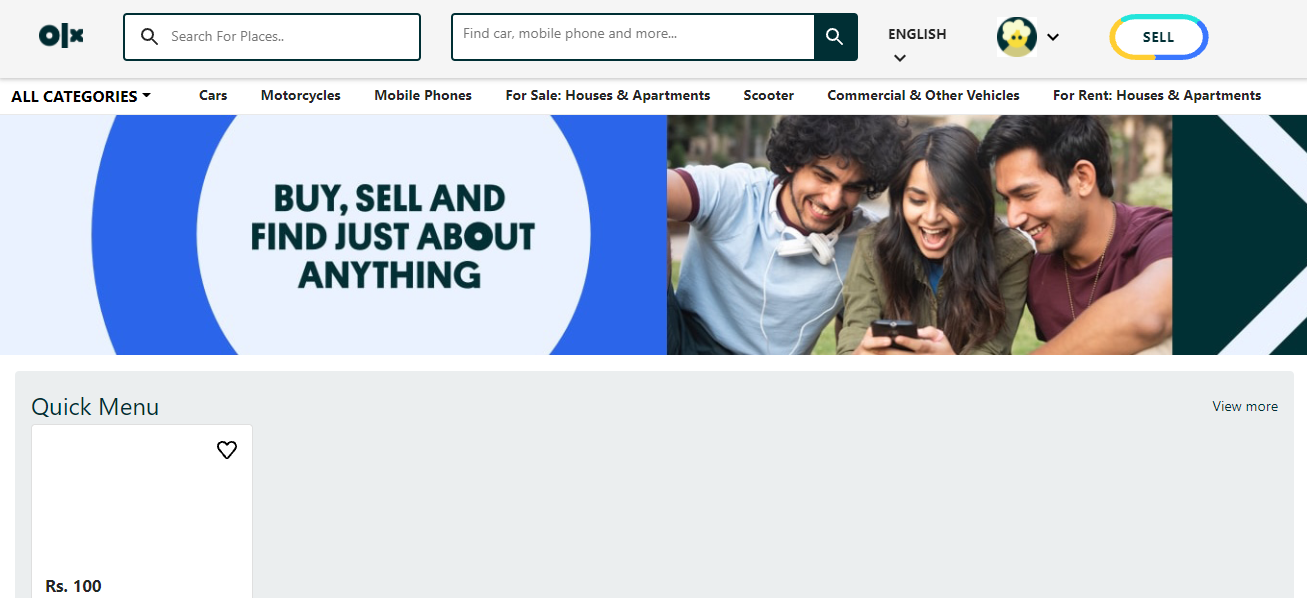 olx
Search For Places..
Find car, mobile phone and more...
ENGLISH
SELL
ALL CATEGORIES
Cars
Motorcycles
Mobile Phones
For Sale: Houses & Apartments
Scooter
Commercial & Other Vehicles
For Rent: Houses & Apartments
BUY, SELL AND
FIND JUST ABOUT
ANYTHING
Quick Menu
View more
Rs. 100